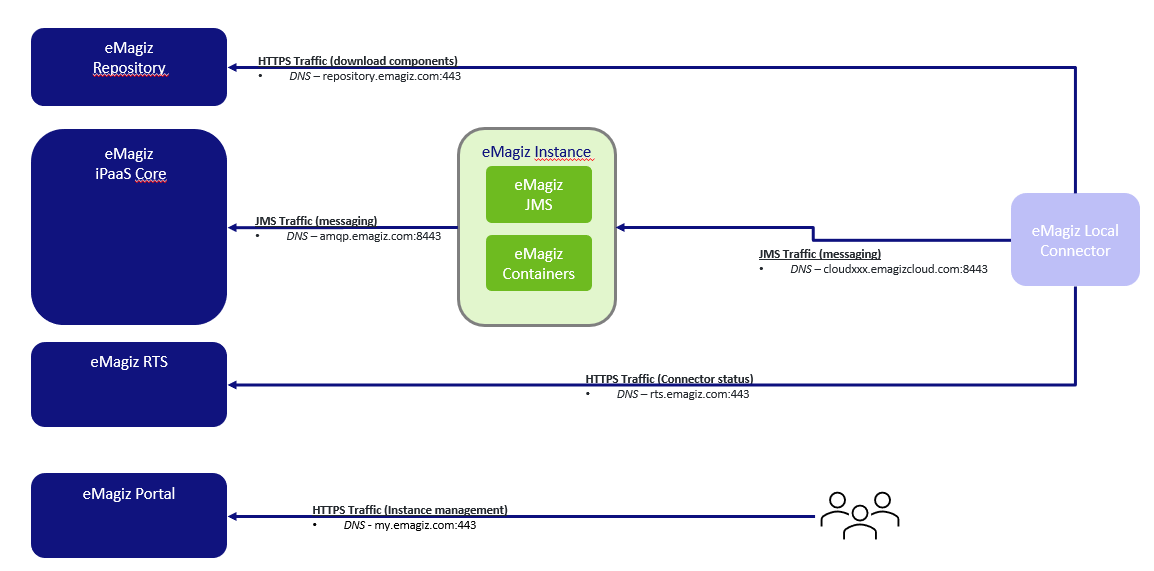 eMagiz
Repository
HTTPS Traffic (download components)
• DNS – repository.emagiz.com:443
eMagiz
iPaaS Core
eMagiz Instance
eMagiz
JMS
eMagiz
Containers
JMS Traffic (messaging)
• DNS – amqp.emagiz.com:8443
eMagiz Local
Connector
JMS Traffic (messaging)
• DNS – cloudxxx.emagizcloud.com:8443
eMagiz RTS
HTTPS Traffic (Connector status)
• DNS – rts.emagiz.com:443
eMagiz Portal
HTTPS Traffic (Instance management)
• DNS - my.emagiz.com:443